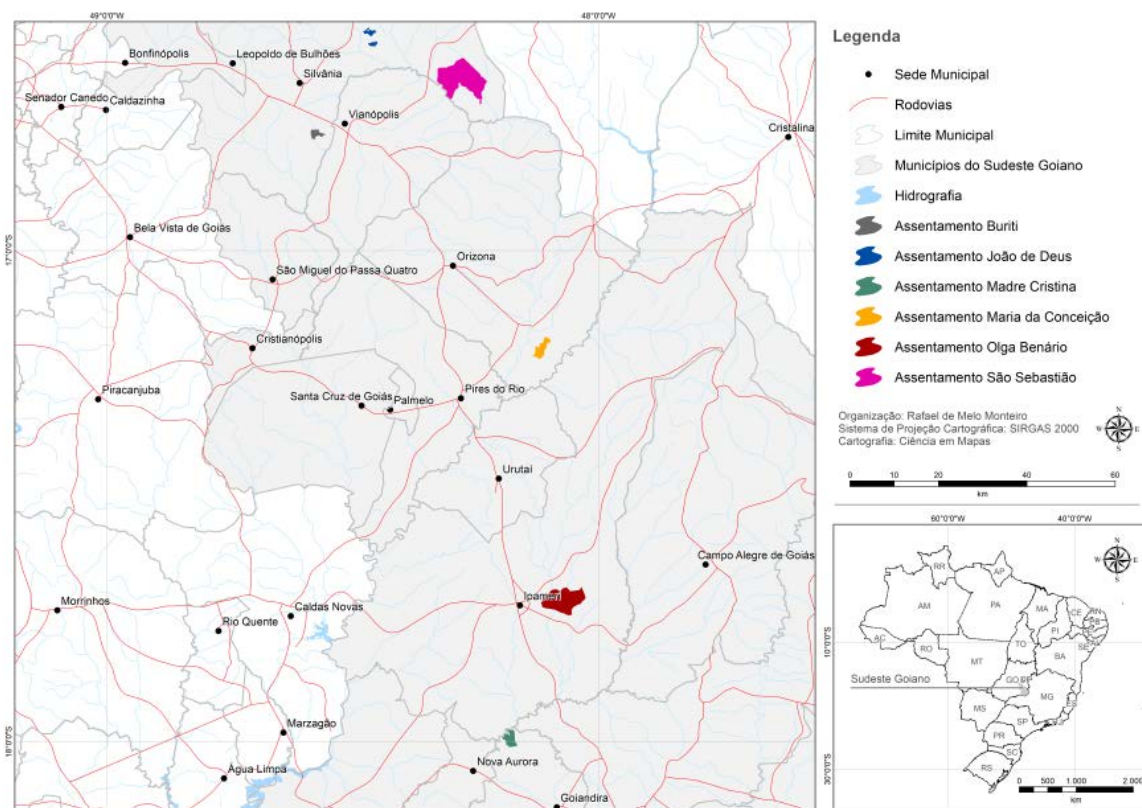 49°0'0"W
48°0'0"W
17°0'0"S
18°0'0"S
Bonfinópolis
Leopoldo de Bulhões
Silvânia
Senador Canedo
Caldazinha
Vianópolis
Cristalina
Bela Vista de Goiás
Orizona
São Miguel do Passa Quatro
Cristianópolis
Piracanjuba
Santa Cruz de Goiás
Palmelo
Pires do Rio
Urutaí
Campo Alegre de Goiás
Morrinhos
Caldas Novas
Rio Quente
Ipameri
Marzagão
Água Limpa
Nova Aurora
Goiandira
Legenda
Sede Municipal
Rodovias
Limite Municipal
Municípios do Sudeste Goiano
Hidrografia
Assentamento Buriti
Assentamento João de Deus
Assentamento Madre Cristina
Assentamento Maria da Conceição
Assentamento Olga Benário
Assentamento São Sebastião
Organização: Rafael de Melo Monteiro
Sistema de Projeção Cartográfica: SIRGAS 2000
Cartografia: Ciência em Mapas
N
W E
S
0 10 20 40 60
km
60°0'0"W 40°0'0"W
10°0'0"S
30°0'0"S
N
W E
S
RR
AP
AM
PA
MA
CE
RN
PB
PI
AC
RO
TO
SE
BA
MT
GO
DF
MG
ES
MS
SP
PR
SC
RS
Sudeste Goiano
0 500 1.000 2.000
km